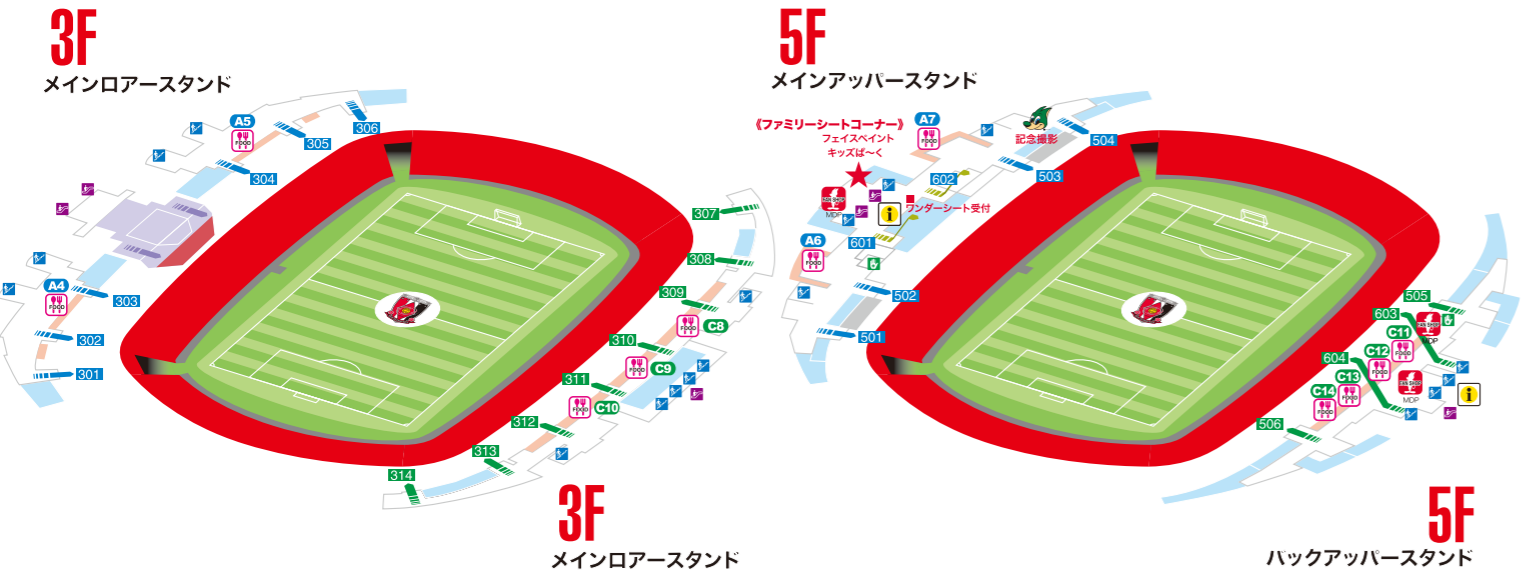 3F
メインロアースタンド
A5
FOOD
306
305
304
A4
FOOD
303
302
301
307
308
309
FOOD
C8
310
FOOD
C9
311
FOOD
C10
312
313
314
3F
メインロアースタンド
5F
メインアッパースタンド
《ファミリーシートコーナー》
フェイスペイント
キッズぱ〜く
A7
FOOD
記念撮影
504
503
602
ワンダーシート受付
FAN SHOP
MDP
i
601
A6
FOOD
502
501
505
603
FAN SHOP
MDP
C11
FOOD
604
C12
FOOD
C13
FOOD
C14
FOOD
FAN SHOP
MDP
i
506
5F
バックアッパースタンド